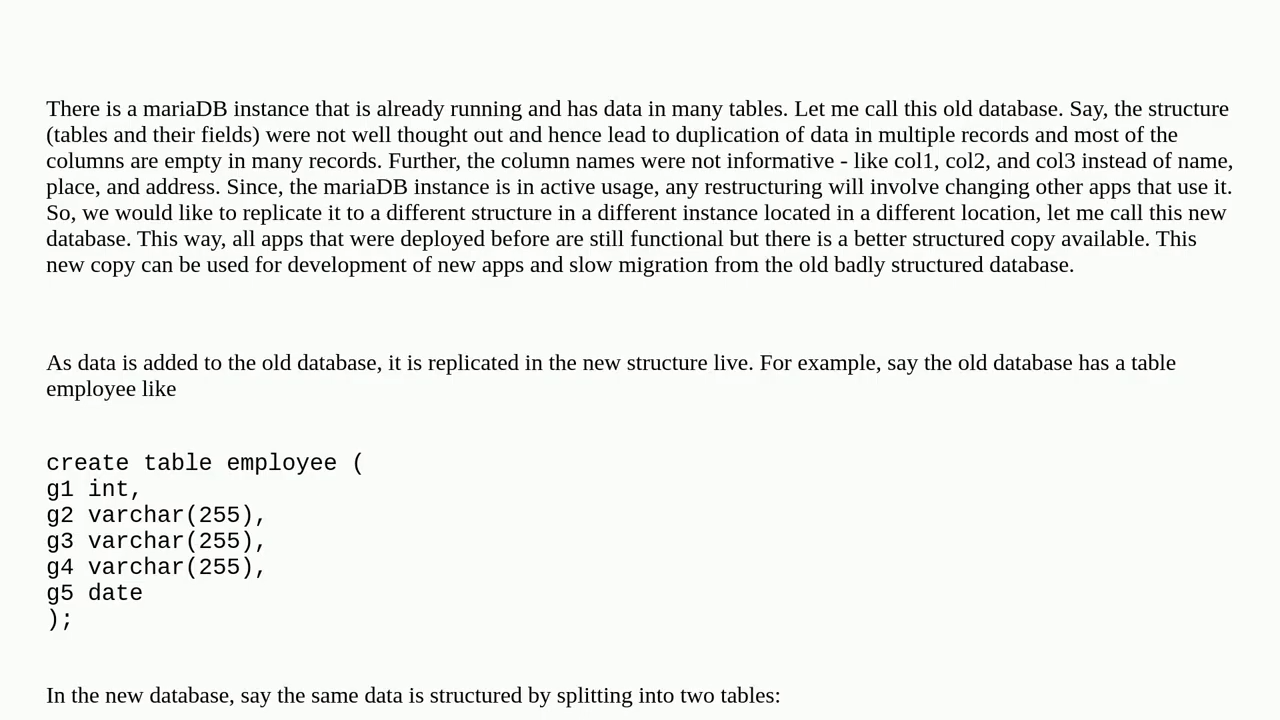 There is a mariaDB instance that is already running and has data in many tables. Let me call this old database. Say, the structure
(tables and their fields) were not well thought out and hence lead to duplication of data in multiple records and most of the
columns are empty in many records. Further, the column names were not informative - like col1, col2, and col3 instead of name,
place, and address. Since, the mariaDB instance is in active usage, any restructuring will involve changing other apps that use it.
So, we would like to replicate it to a different structure in a different instance located in a different location, let me call this new
database. This way, all apps that were deployed before are still functional but there is a better structured copy available. This
new copy can be used for development of new apps and slow migration from the old badly structured database.
As data is added to the old database, it is replicated in the new structure live. For example, say the old database has a table
employee like
create table employee (
g1 int,
g2 varchar(255),
g3 varchar(255),
g4 varchar(255),
g5 date
);
In the new database, say the same data is structured by splitting into two tables: